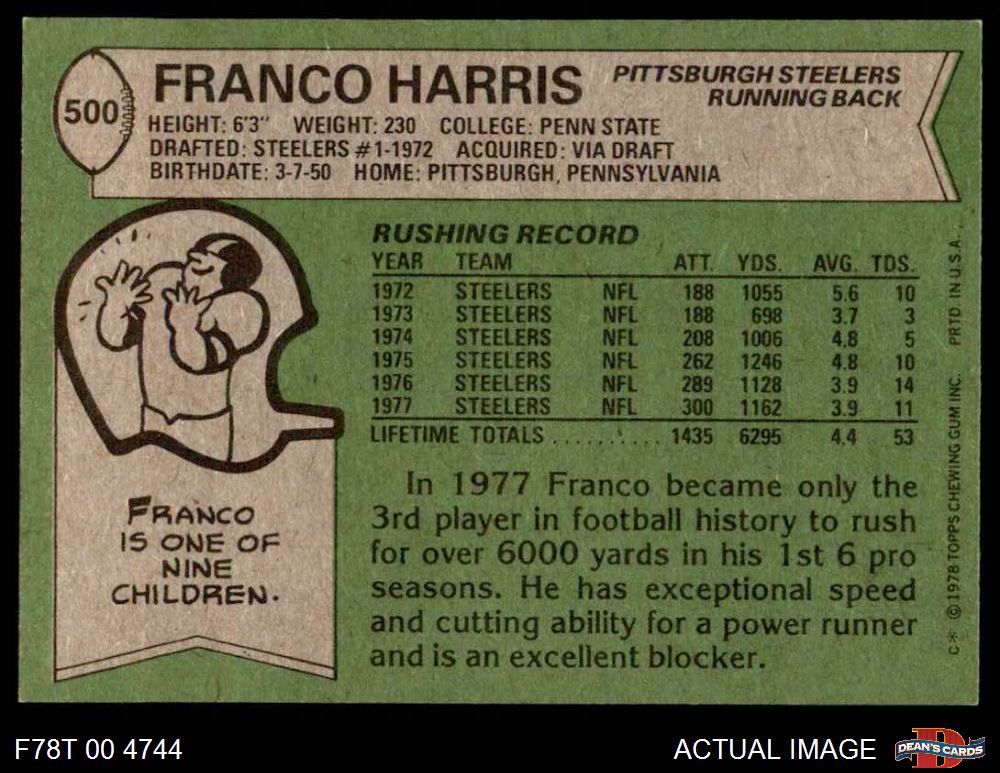 500
FRANCO HARRIS
PITTSBURGH STEELERS
RUNNING BACK
HEIGHT: 6'3" WEIGHT: 230 COLLEGE: PENN STATE
DRAFTED: STEELERS #1-1972 ACQUIRED: VIA DRAFT
BIRTHDATE: 3-7-50 HOME: PITTSBURGH, PENNSYLVANIA
RUSHING RECORD
YEAR TEAM ATT. YDS. AVG. TDS.
1972 STEELERS NFL 188 1055 5.6 10
1973 STEELERS NFL 188 698 3.7 3
1974 STEELERS NFL 208 1006 4.8 5
1975 STEELERS NFL 262 1246 4.8 10
1976 STEELERS NFL 289 1128 3.9 14
1977 STEELERS NFL 300 1162 3.9 11
LIFETIME TOTALS .......... 1435 6295 4.4 53
In 1977 Franco became only the
3rd player in football history to rush
for over 6000 yards in his 1st 6 pro
seasons. He has exceptional speed
and cutting ability for a power runner
and is an excellent blocker.
FRANCO
IS ONE OF
NINE
CHILDREN.
C* © 1978 TOPPS CHEWING GUM INC. PRTD IN U.S.A.
F78T 00 4744
ACTUAL IMAGE
D
DEAN'S CARDS